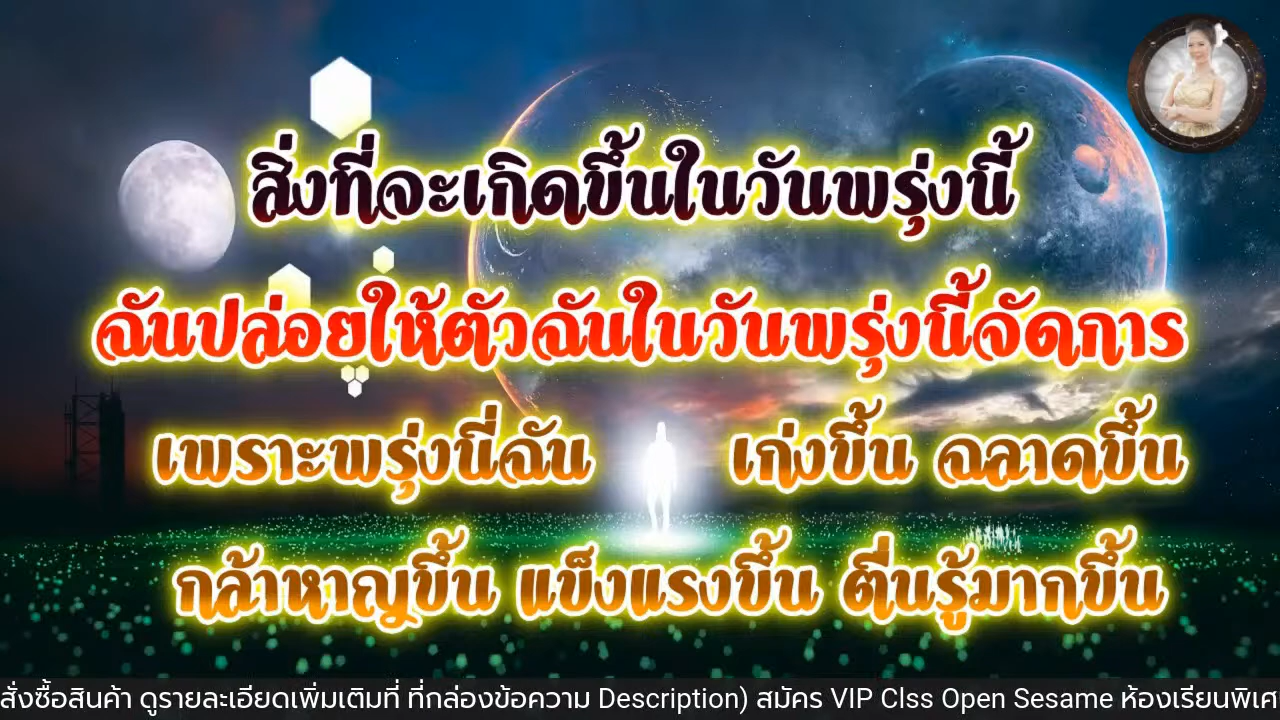 สิ่งที่จะเกิดขึ้นในวันพรุ่งนี้
ฉันปล่อยให้ตัวฉันในวันพรุ่งนี้จัดการ
เพราะพรุ่งนี่ฉัน เก่งขึ้น ฉลาดขึ้น
กล้าหาญขึ้น แข็งแรงขึ้น ตื่นรู้มากขึ้น
สั่งซื้อสินค้า ดูรายละเอียดเพิ่มเติมที่ ที่กล่องข้อความ Description) สมัคร VIP Clss Open Sesame ห้องเรียนพิเศ